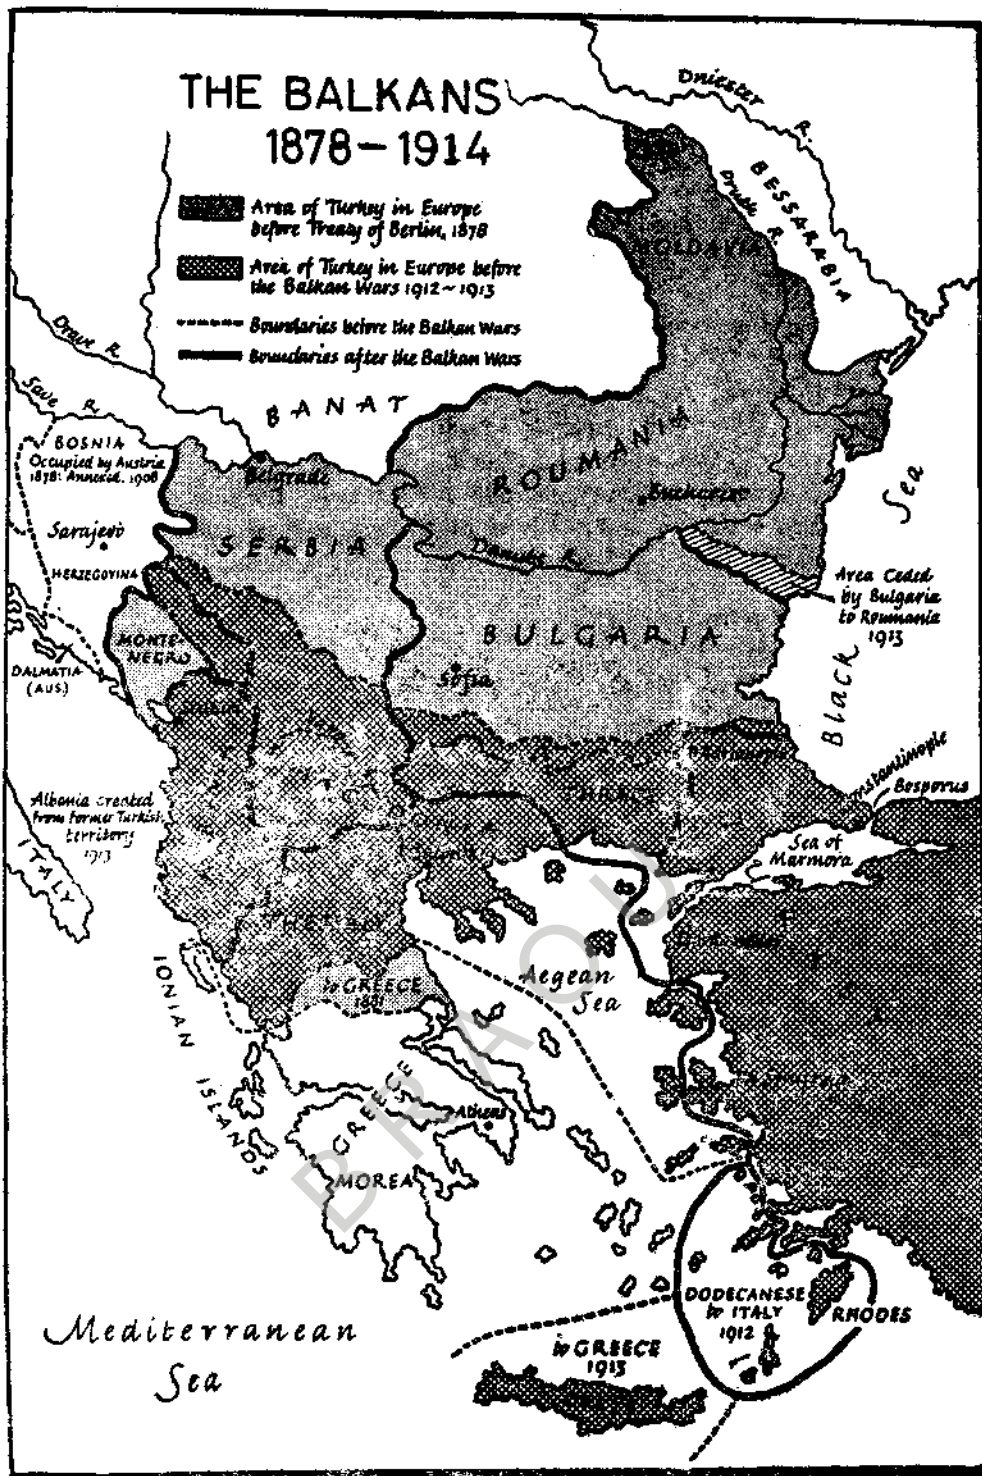 THE BALKANS
1878–1914
Area of Turkey in Europe
before Treaty of Berlin, 1878
Area of Turkey in Europe before
the Balkan Wars 1912~1913
Boundaries before the Balkan Wars
Boundaries after the Balkan Wars
Dniester R.
BESSARABIA
Pruth R.
MOLDAVIA
Drave R.
Save R.
BANAT
BOSNIA
Occupied by Austria
1878: Annexed. 1908
Belgrade
ROUMANIA
Bucharest
Sarajevo
SERBIA
Danube R.
HERZEGOVINA
Area Ceded
by Bulgaria
to Roumania
1913
Black Sea
MONTE-
NEGRO
BULGARIA
Sofia
DALMATIA
(AUS.)
Constantinople
Bosporus
THRACE
Albania created
from former Turkish
territory
1913
Sea of
Marmora
ITALY
Aegean
Sea
to GREECE
1881
IONIAN ISLANDS
GREECE
Athens
MOREA
DODECANESE
to ITALY
1912
RHODES
to GREECE
1913
Mediterranean
Sea
BRAOU